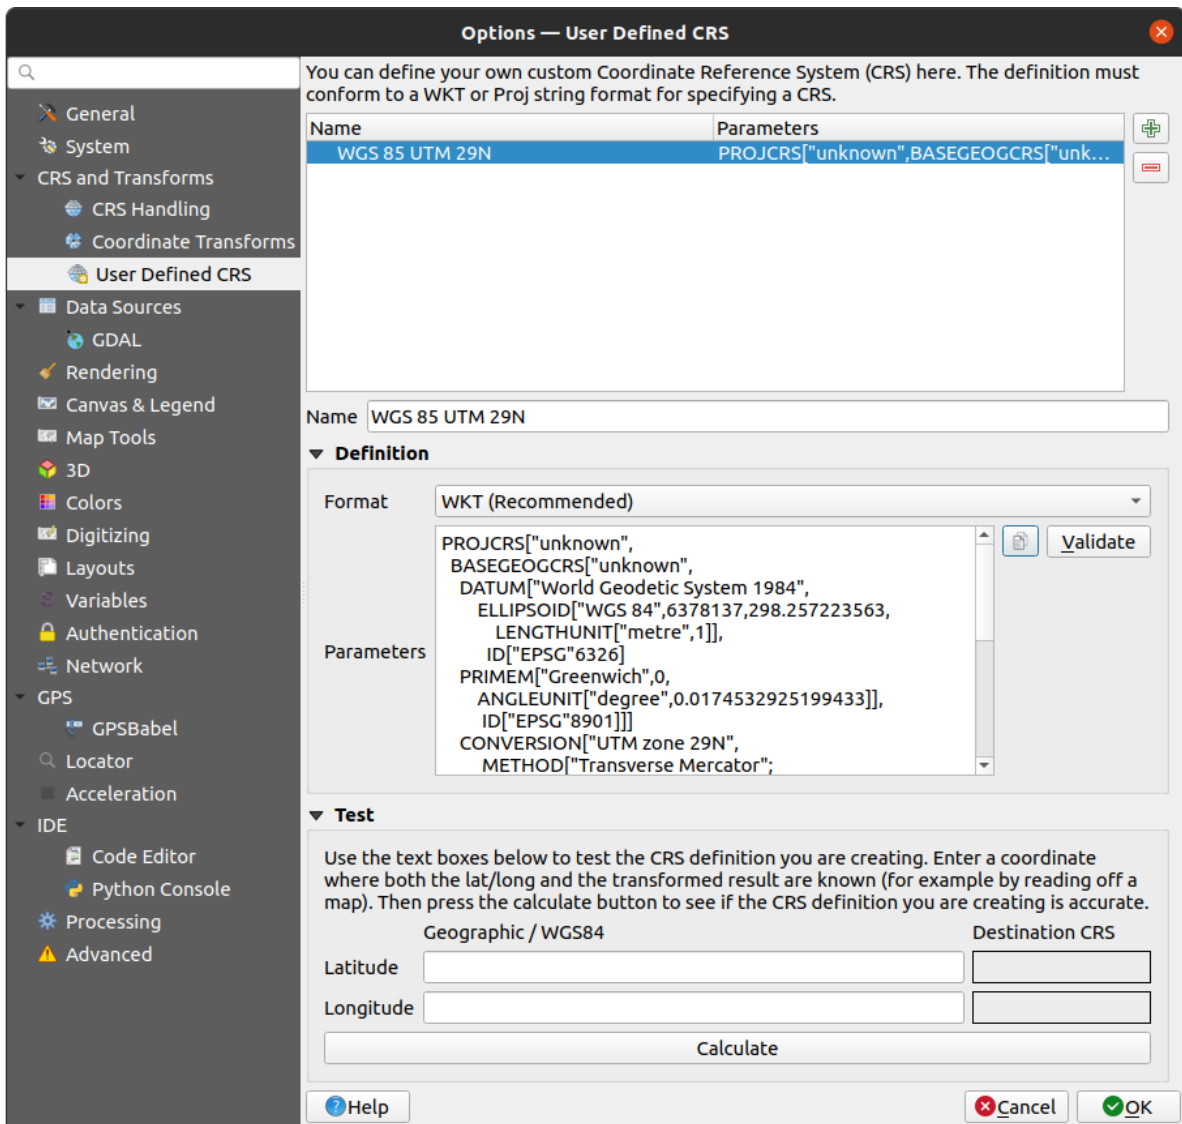 Options — User Defined CRS
You can define your own custom Coordinate Reference System (CRS) here. The definition must
conform to a WKT or Proj string format for specifying a CRS.
General
System
CRS and Transforms
CRS Handling
Coordinate Transforms
User Defined CRS
Data Sources
GDAL
Rendering
Canvas & Legend
Map Tools
3D
Colors
Digitizing
Layouts
Variables
Authentication
Network
GPS
GPSBabel
Locator
Acceleration
IDE
Code Editor
Python Console
Processing
Advanced
Name Parameters
WGS 85 UTM 29N PROJCRS["unknown",BASEGEOGCRS["unk...
Name WGS 85 UTM 29N
Definition
Format WKT (Recommended)
Parameters
PROJCRS["unknown",
BASEGEOGCRS["unknown",
DATUM["World Geodetic System 1984",
ELLIPSOID["WGS 84",6378137,298.257223563,
LENGTHUNIT["metre",1]],
ID["EPSG"6326]
PRIMEM["Greenwich",0,
ANGLEUNIT["degree",0.0174532925199433]],
ID["EPSG"8901]]]
CONVERSION["UTM zone 29N",
METHOD["Transverse Mercator";
Validate
Test
Use the text boxes below to test the CRS definition you are creating. Enter a coordinate
where both the lat/long and the transformed result are known (for example by reading off a
map). Then press the calculate button to see if the CRS definition you are creating is accurate.
Geographic / WGS84 Destination CRS
Latitude
Longitude
Calculate
Help Cancel OK